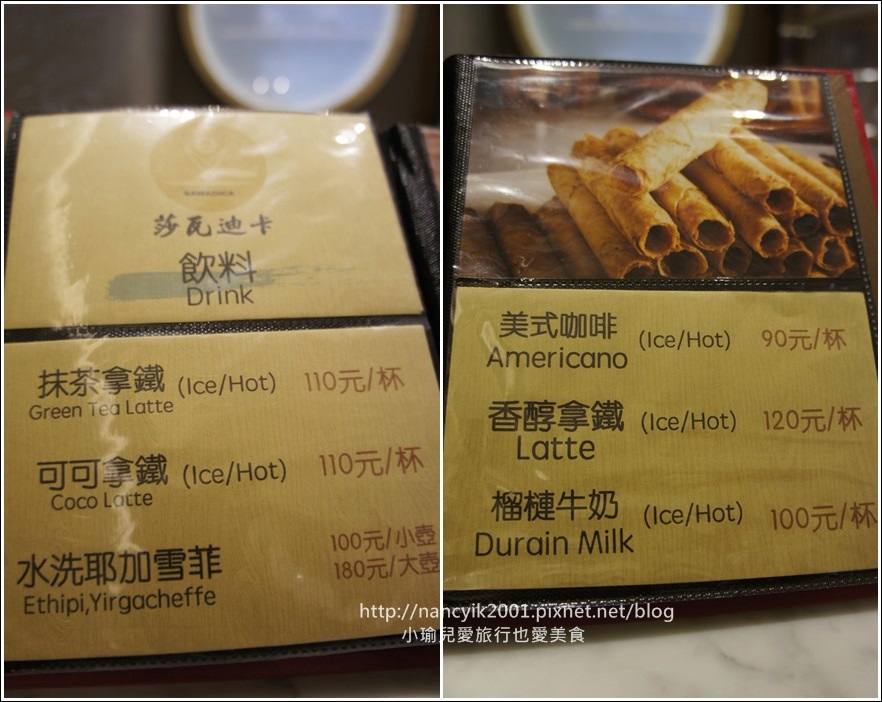 SAWADICA
莎瓦迪卡
飲料
Drink
抹茶拿鐵 (Ice/Hot) 110元/杯
Green Tea Latte
可可拿鐵 (Ice/Hot) 110元/杯
Coco Latte
水洗耶加雪菲 100元/小壺
180元/大壺
Ethipi,Yirgacheffe
美式咖啡 (Ice/Hot) 90元/杯
Americano
香醇拿鐵 (Ice/Hot) 120元/杯
Latte
榴槤牛奶 (Ice/Hot) 100元/杯
Durain Milk
http://nancyik2001.pixnet.net/blog
小瑜兒愛旅行也愛美食